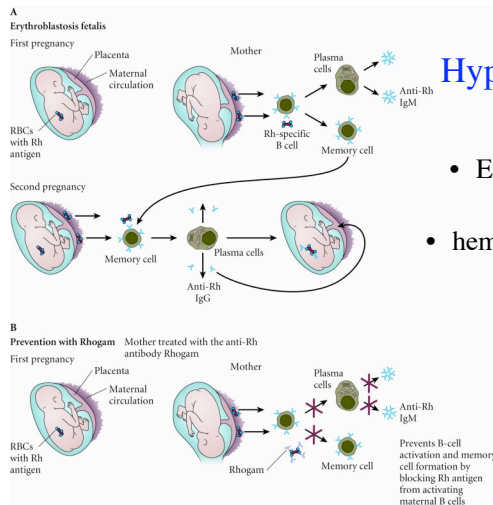 A
Erythroblastosis fetalis
First pregnancy
Placenta
Maternal
circulation
RBCs
with Rh
antigen
Mother
Rh-specific
B cell
Plasma
cells
Anti-Rh
IgM
Memory cell
Second pregnancy
Memory cell
Plasma cells
Anti-Rh
IgG
B
Prevention with Rhogam Mother treated with the anti-Rh
antibody Rhogam
First pregnancy
Placenta
Maternal
circulation
RBCs
with Rh
antigen
Mother
Rhogam
Plasma
cells
Anti-Rh
IgM
Memory cell
Prevents B-cell
activation and memory
cell formation by
blocking Rh antigen
from activating
maternal B cells
Hyp
• E
• hem